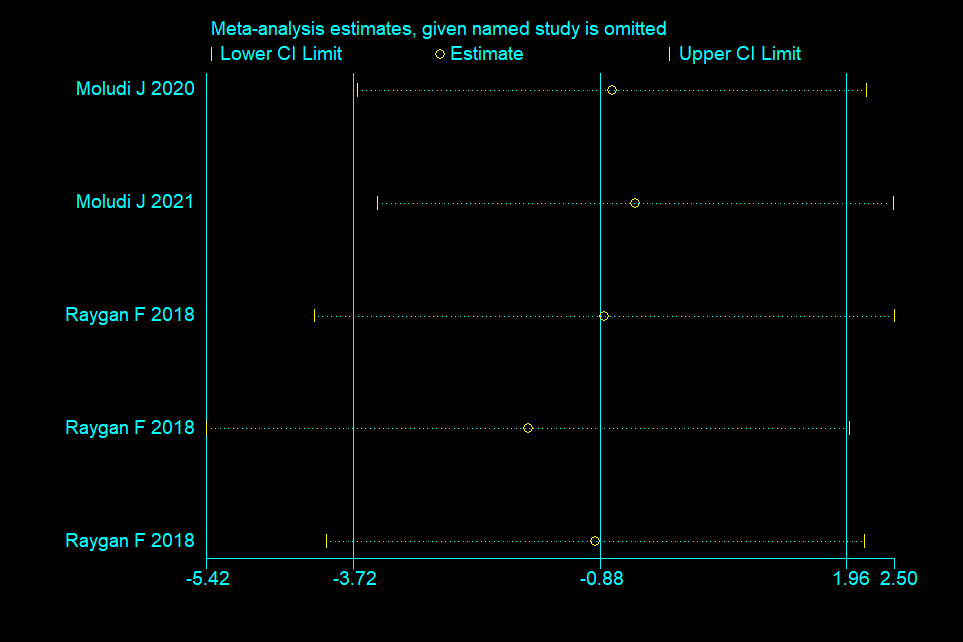 Meta-analysis estimates, given named study is omitted
Lower CI Limit Estimate Upper CI Limit
Moludi J 2020
Moludi J 2021
Raygan F 2018
Raygan F 2018
Raygan F 2018
-5.42 -3.72 -0.88 1.96 2.50